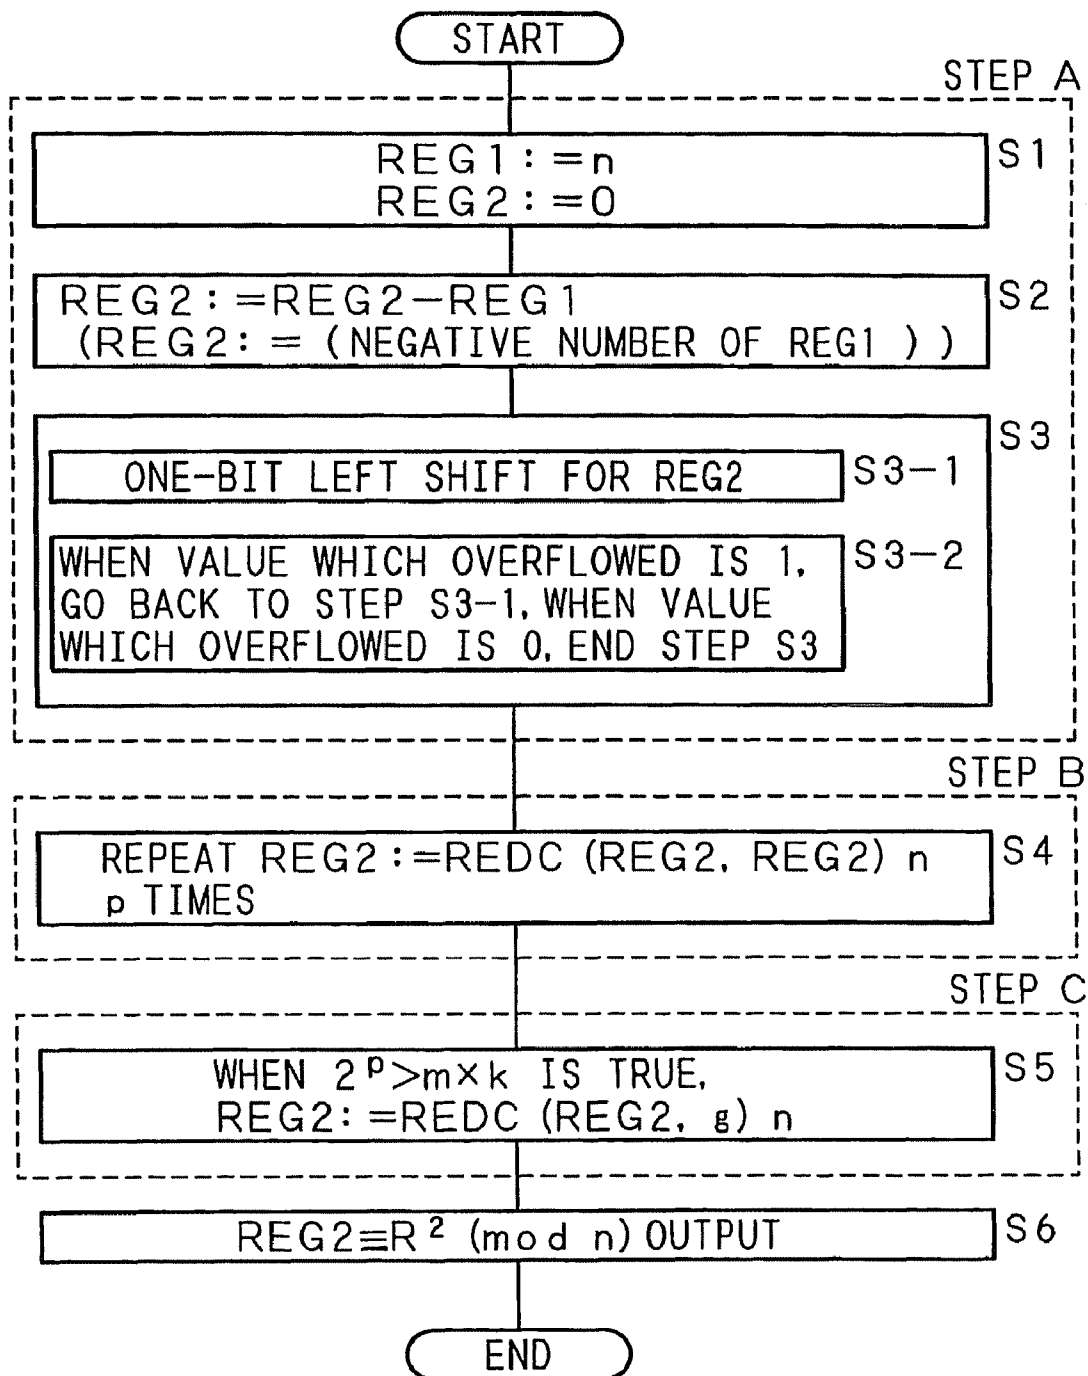 START
STEP A
REG1:=n
REG2:=0
S1
REG2:=REG2-REG1
(REG2:=(NEGATIVE NUMBER OF REG1))
S2
S3
ONE-BIT LEFT SHIFT FOR REG2
S3-1
WHEN VALUE WHICH OVERFLOWED IS 1,
GO BACK TO STEP S3-1, WHEN VALUE
WHICH OVERFLOWED IS 0, END STEP S3
S3-2
STEP B
REPEAT REG2:=REDC (REG2, REG2) n
p TIMES
S4
STEP C
WHEN 2^p>m×k IS TRUE,
REG2:=REDC (REG2, g) n
S5
REG2≡R² (mod n) OUTPUT
S6
END